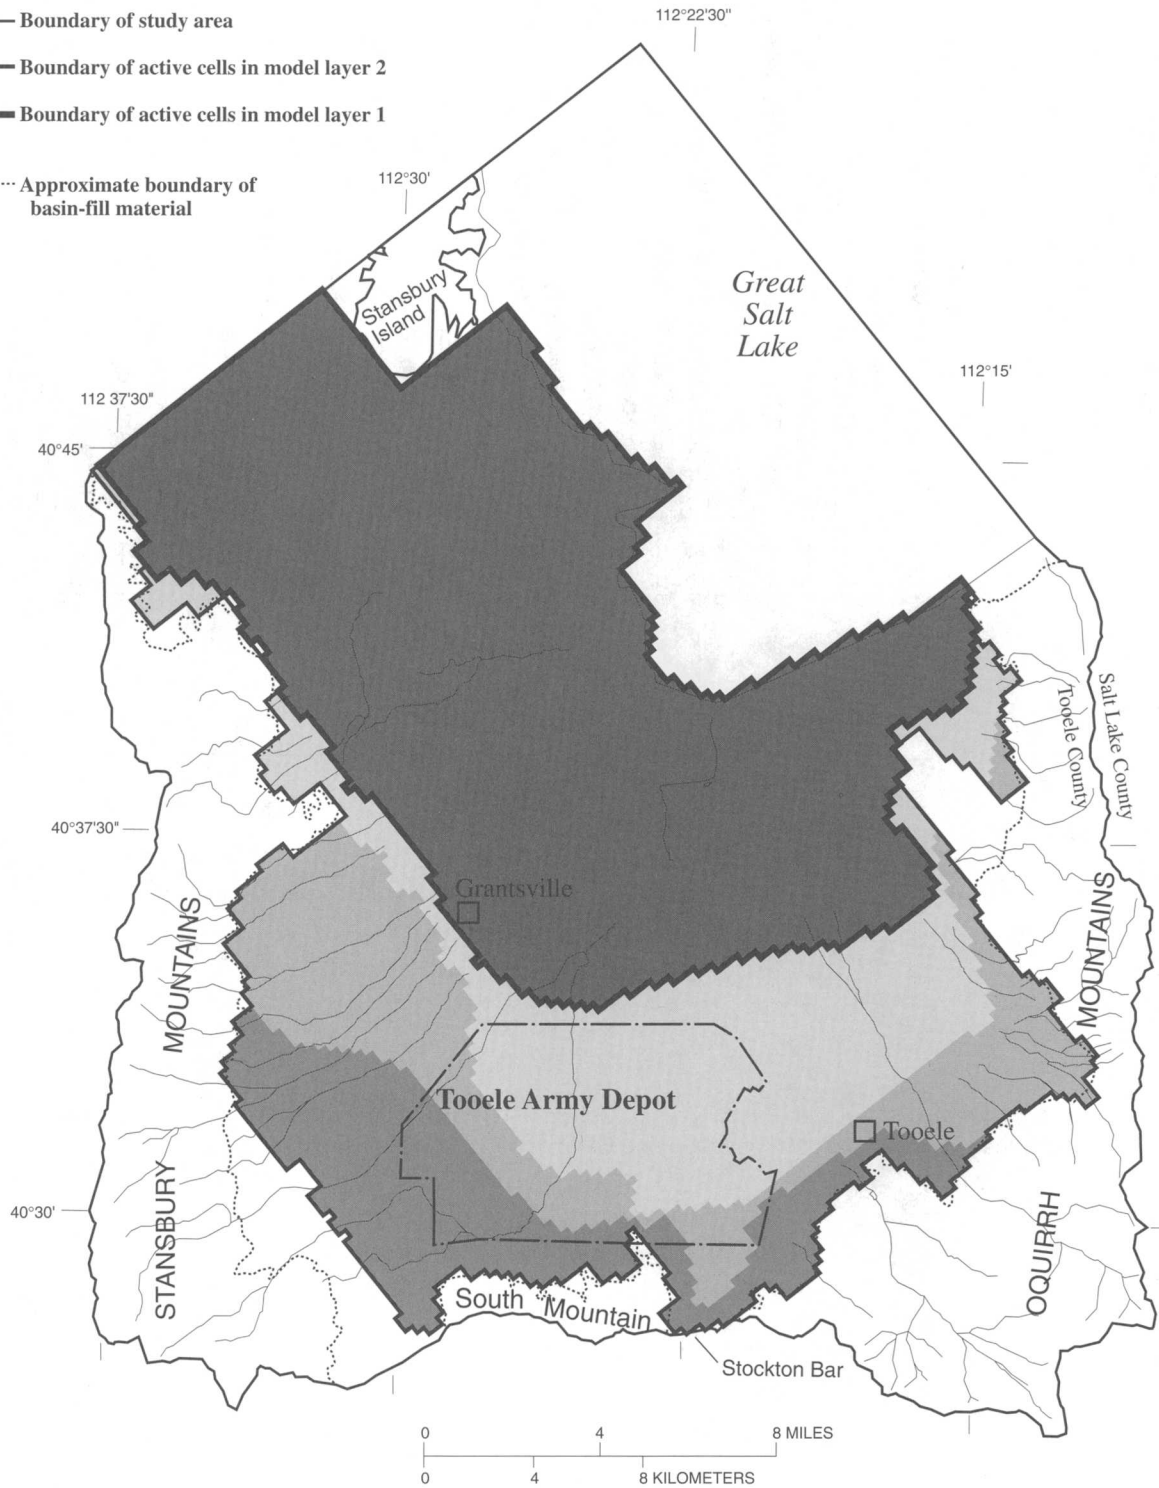 Boundary of study area
Boundary of active cells in model layer 2
Boundary of active cells in model layer 1
Approximate boundary of
basin-fill material
112°22'30"
112°30'
Stansbury
Island
Great
Salt
Lake
112°15'
112 37'30"
40°45'
Salt Lake County
Tooele County
40°37'30"
Grantsville
MOUNTAINS
MOUNTAINS
Tooele Army Depot
Tooele
40°30'
STANSBURY
OQUIRRH
South Mountain
Stockton Bar
0 4 8 MILES
0 4 8 KILOMETERS